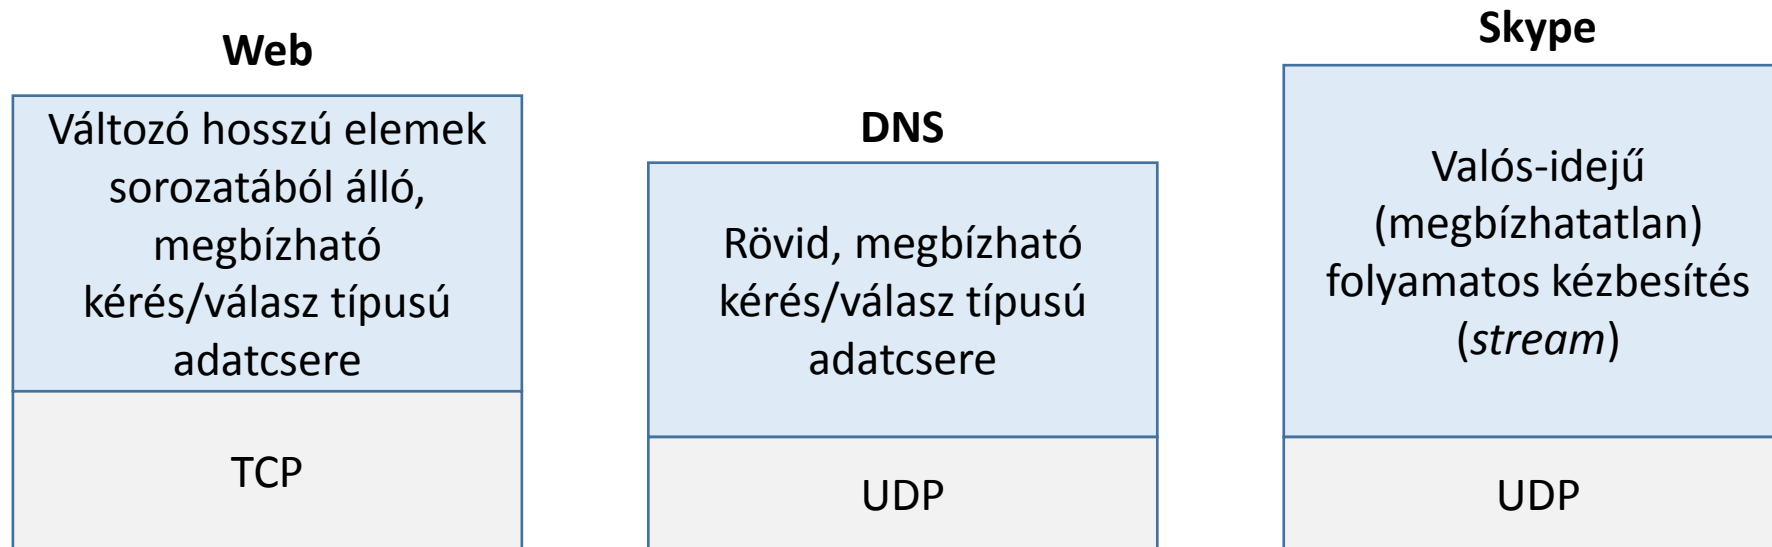 Web
Változó hosszú elemek
sorozatából álló,
megbízható
kérés/válasz típusú
adatcsere
TCP
DNS
Rövid, megbízható
kérés/válasz típusú
adatcsere
UDP
Skype
Valós-idejű
(megbízhatatlan)
folyamatos kézbesítés
(stream)
UDP